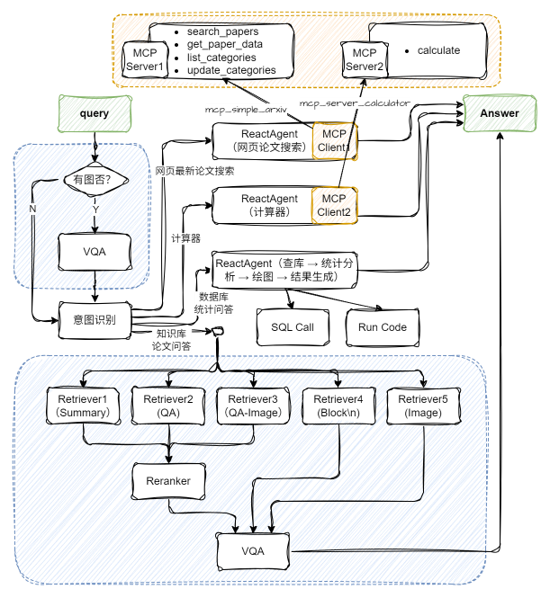 MCP
Server1
• search_papers
• get_paper_data
• list_categories
• update_categories
MCP
Server2
• calculate
mcp_simple_arxiv
mcp_server_calculator
query
Answer
ReactAgent
(网页论文搜索)
MCP
Client1
有图否?
网页最新论文搜索
N
Y
ReactAgent
(计算器)
MCP
Client2
VQA
计算器
ReactAgent（查库 → 统计分
析 → 绘图 → 结果生成）
意图识别
数据库
统计问答
知识库
论文问答
SQL Call
Run Code
Retriever1
(Summary)
Retriever2
(QA)
Retriever3
(QA-Image)
Retriever4
(Block\n)
Retriever5
(Image)
Reranker
VQA